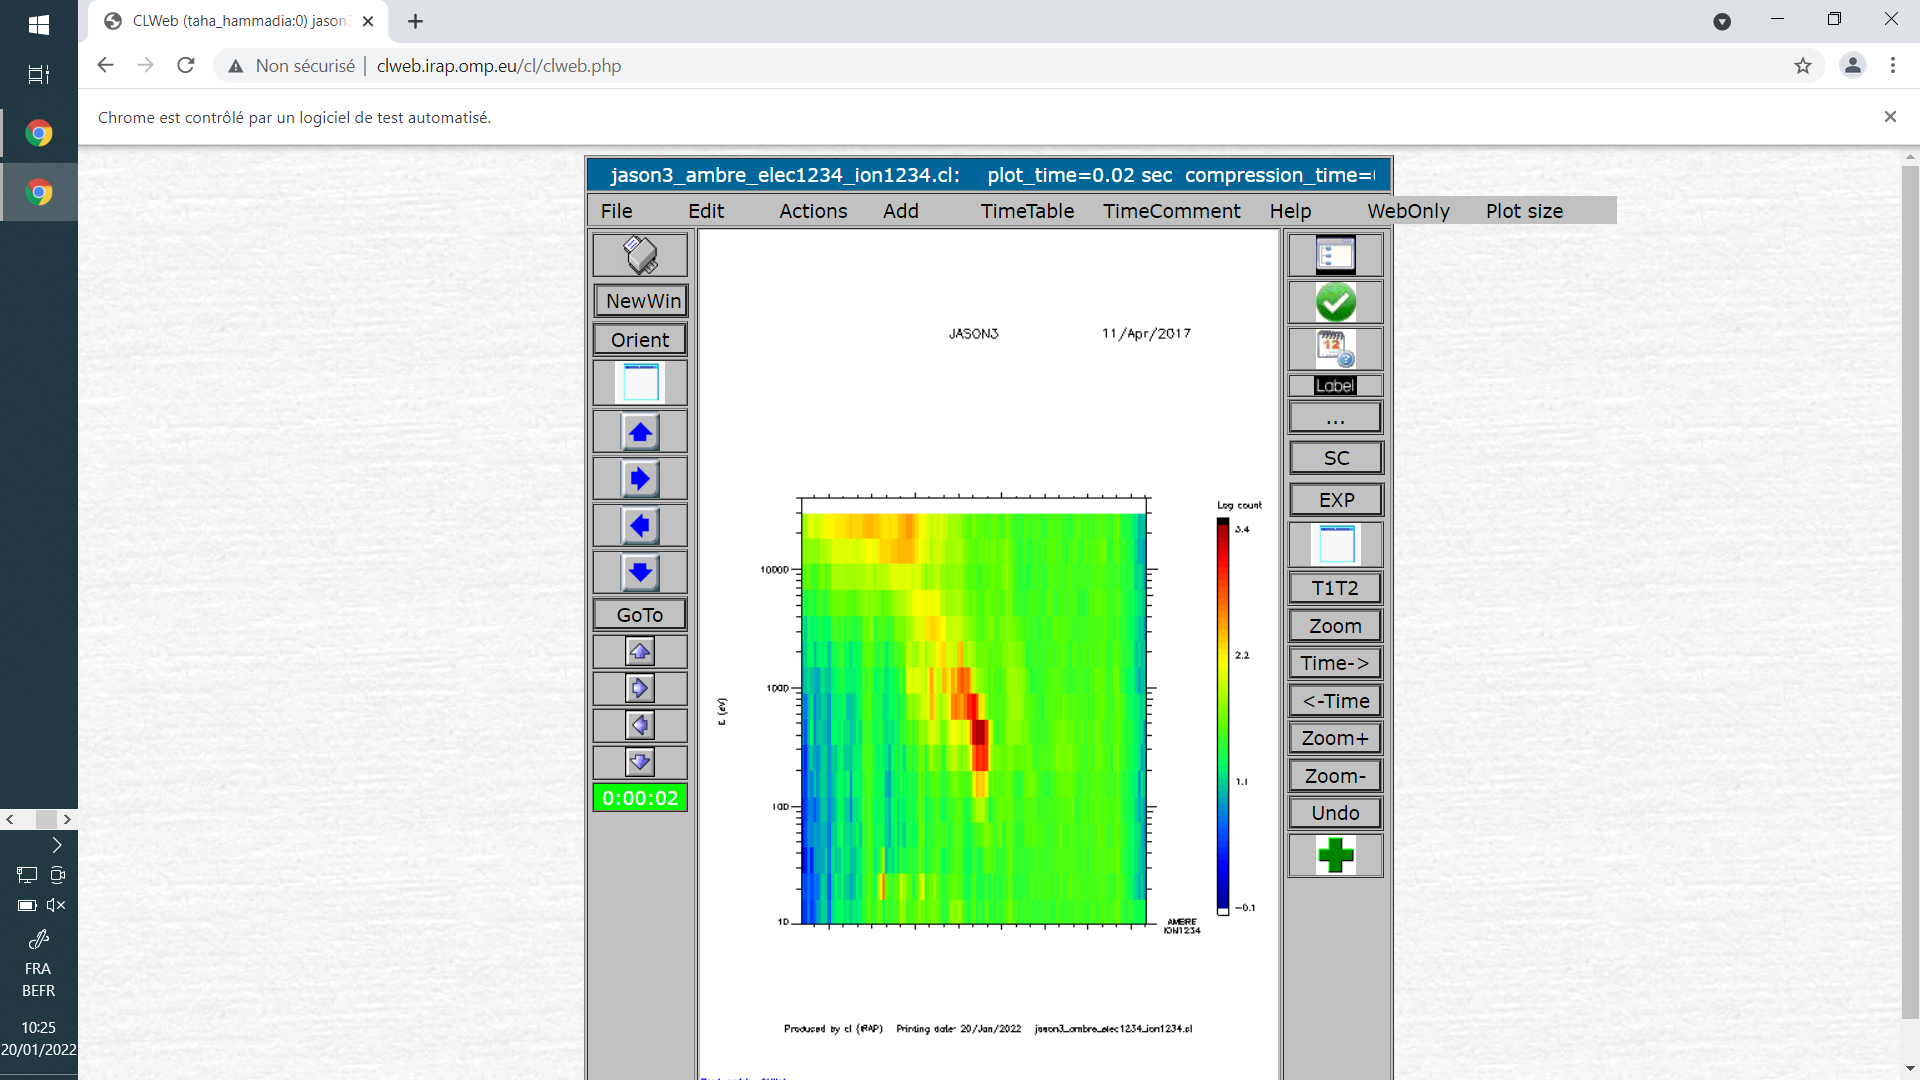 CLWeb (taha_hammadia:0) jason3
Non sécurisé | clweb.irap.omp.eu/cl/clweb.php
Chrome est contrôlé par un logiciel de test automatisé.
jason3_ambre_elec1234_ion1234.cl: plot_time=0.02 sec compression_time=
File Edit Actions Add TimeTable TimeComment Help WebOnly Plot size
NewWin
Orient
GoTo
0:00:02
JASON3 11/Apr/2017
Log count
3.4
2.2
1.1
-0.1
10000
1000
100
10
E (eV)
AMBRE
ION1234
Produced by cl (IRAP) Printing date: 20/Jan/2022 jason3_ambre_elec1234_ion1234.cl
12
Label
...
SC
EXP
T1T2
Zoom
Time->
<-Time
Zoom+
Zoom-
Undo
FRA
BEFR
10:25
20/01/2022